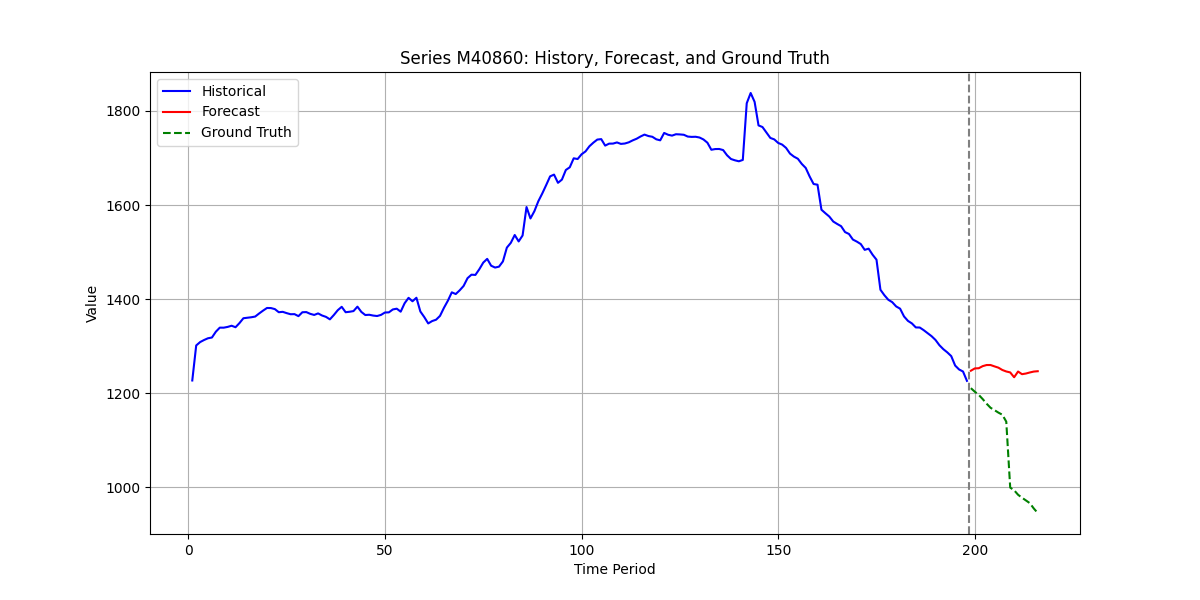 Series M40860: History, Forecast, and Ground Truth
Historical
Forecast
Ground Truth
Value
1800
1600
1400
1200
1000
0 50 100 150 200
Time Period